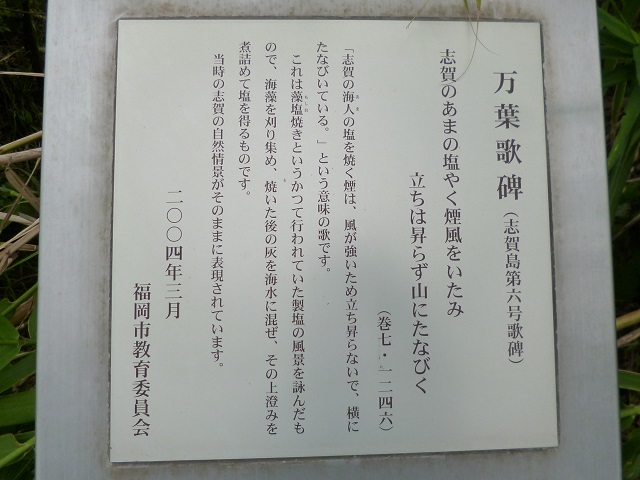 万葉歌碑（志賀島第六号歌碑）
志賀のあまの塩やく煙風をいたみ
立ちは昇らず山にたなびく
（巻七・一二四六）
「志賀の海人の塩を焼く煙は、風が強いため立ち昇らないで、横に
たなびいている。」という意味の歌です。
これは藻塩焼きというかつて行われていた製塩の風景を詠んだも
ので、海藻を刈り集め、焼いた後の灰を海水に混ぜ、その上澄みを
煮詰めて塩を得るものです。
当時の志賀の自然情景がそのままに表現されています。
二〇〇四年三月
福岡市教育委員会